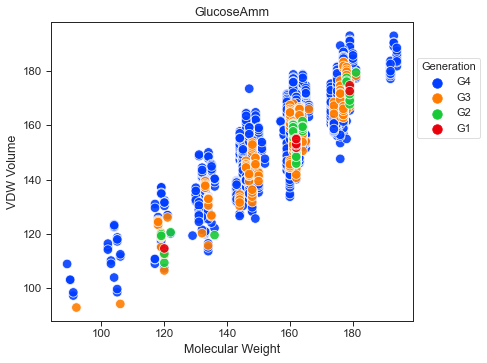 GlucoseAmm
VDW Volume
180
160
140
120
100
100
120
140
160
180
Molecular Weight
Generation
G4
G3
G2
G1